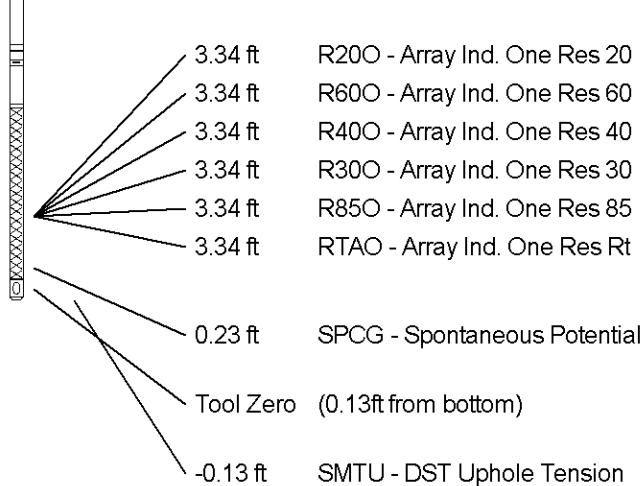 3.34 ft R20O - Array Ind. One Res 20
3.34 ft R60O - Array Ind. One Res 60
3.34 ft R40O - Array Ind. One Res 40
3.34 ft R30O - Array Ind. One Res 30
3.34 ft R85O - Array Ind. One Res 85
3.34 ft RTAO - Array Ind. One Res Rt
0.23 ft SPCG - Spontaneous Potential
Tool Zero (0.13ft from bottom)
-0.13 ft SMTU - DST Uphole Tension